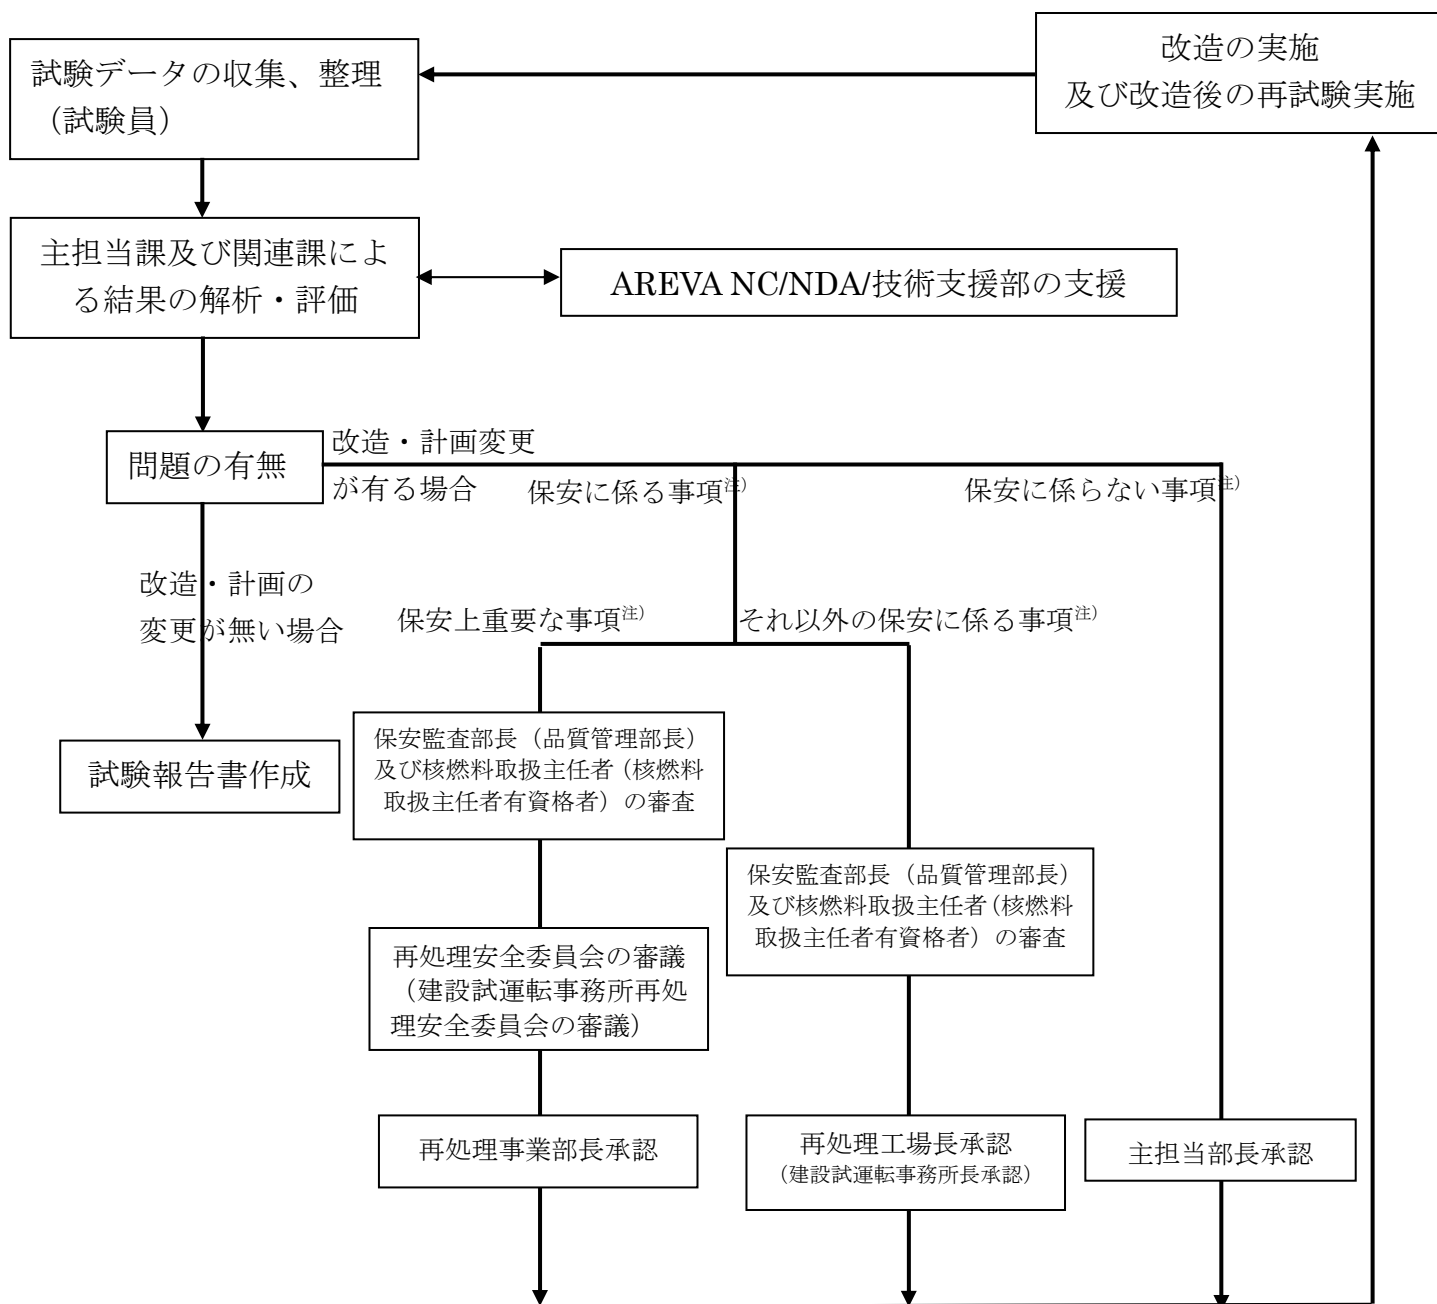 改造の実施
及び改造後の再試験実施
試験データの収集、整理
（試験員）
主担当課及び関連課によ
る結果の解析・評価
AREVA NC/NDA/技術支援部の支援
問題の有無
改造・計画変更
が有る場合
保安に係る事項注)
保安に係らない事項注)
改造・計画の
変更が無い場合
保安上重要な事項注)
それ以外の保安に係る事項注)
試験報告書作成
保安監査部長（品質管理部長）
及び核燃料取扱主任者（核燃料
取扱主任者有資格者）の審査
保安監査部長（品質管理部長）
及び核燃料取扱主任者（核燃料
取扱主任者有資格者）の審査
再処理安全委員会の審議
（建設試運転事務所再処
理安全委員会の審議）
再処理事業部長承認
再処理工場長承認
（建設試運転事務所長承認）
主担当部長承認